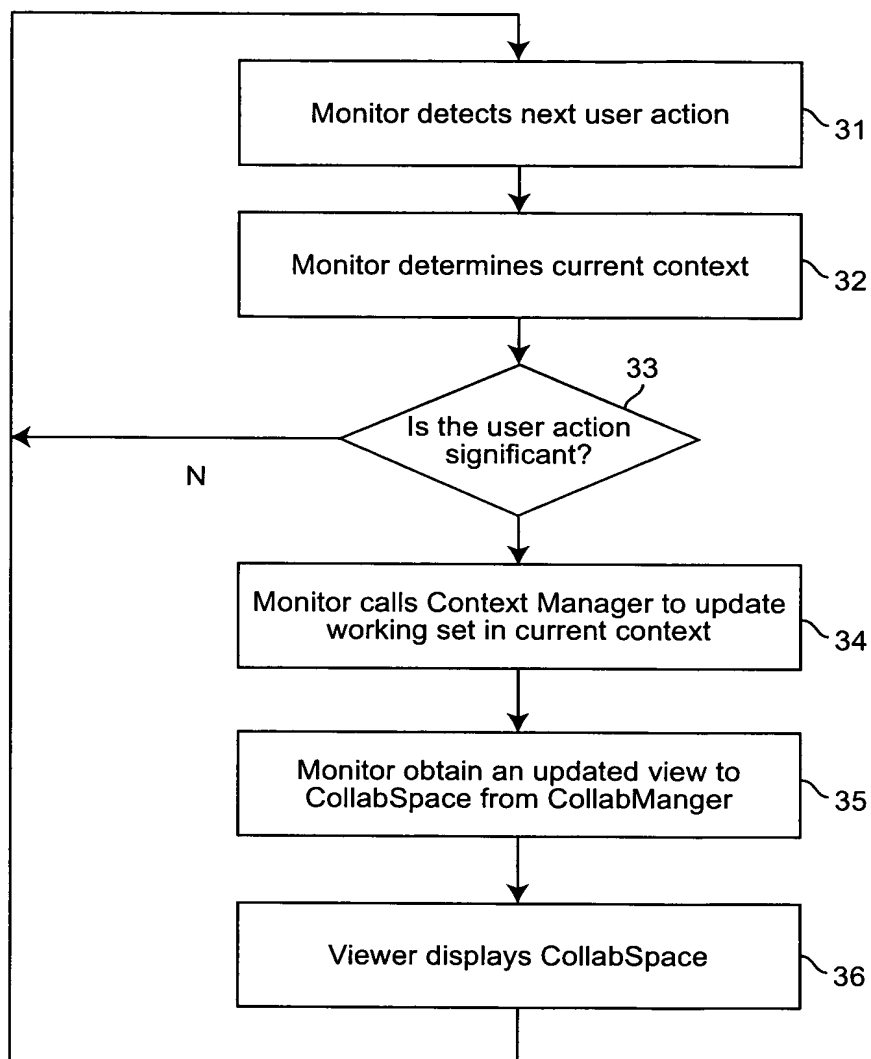 Monitor detects next user action
31
Monitor determines current context
32
33
Is the user action
significant?
N
Monitor calls Context Manager to update
working set in current context
34
Monitor obtain an updated view to
CollabSpace from CollabManger
35
Viewer displays CollabSpace
36